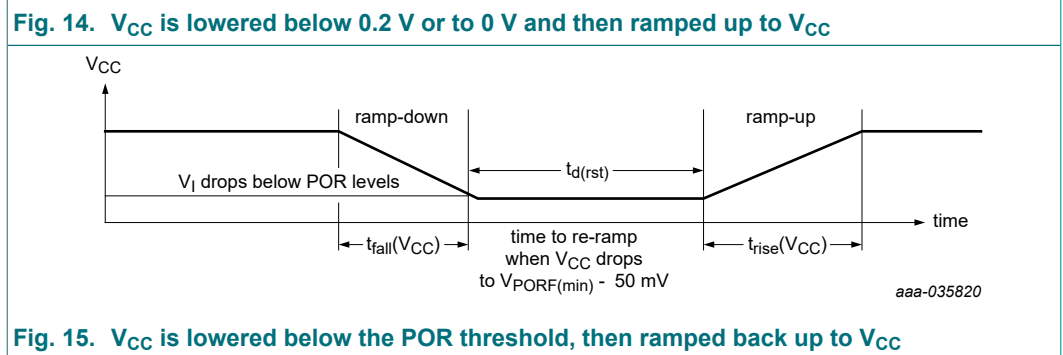 Fig. 14. VCC is lowered below 0.2 V or to 0 V and then ramped up to VCC
VCC
ramp-down
ramp-up
td(rst)
VI drops below POR levels
time
tfall(VCC)
time to re-ramp
when VCC drops
to VPORF(min) - 50 mV
trise(VCC)
aaa-035820
Fig. 15. VCC is lowered below the POR threshold, then ramped back up to VCC